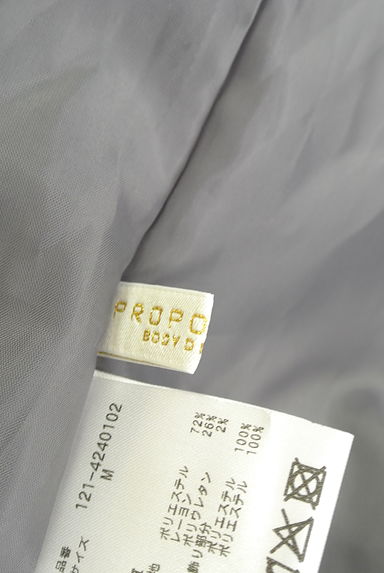 PROPO
BODY D
品番 121-4240102
サイズ M
ポリエステル 72%
レーヨン 26%
ポリウレタン 2%
部分
ポリエステル 100%
ポリエステル 100%